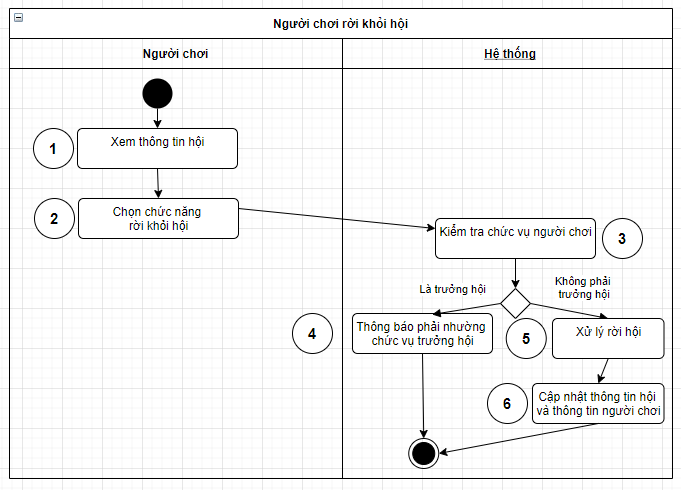 Người chơi rời khỏi hội
Người chơi
Hệ thống
1
Xem thông tin hội
2
Chọn chức năng
rời khỏi hội
Kiểm tra chức vụ người chơi
3
Là trưởng hội
Không phải
trưởng hội
4
Thông báo phải nhường
chức vụ trưởng hội
5
Xử lý rời hội
6
Cập nhật thông tin hội
và thông tin người chơi